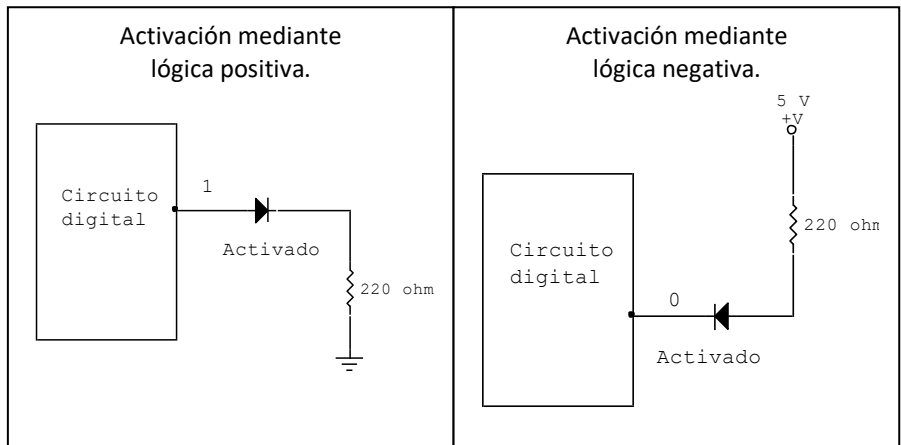 Activación mediante
lógica positiva.
Circuito
digital
1
Activado
220 ohm
Activación mediante
lógica negativa.
5 V
+V
220 ohm
Circuito
digital
0
Activado